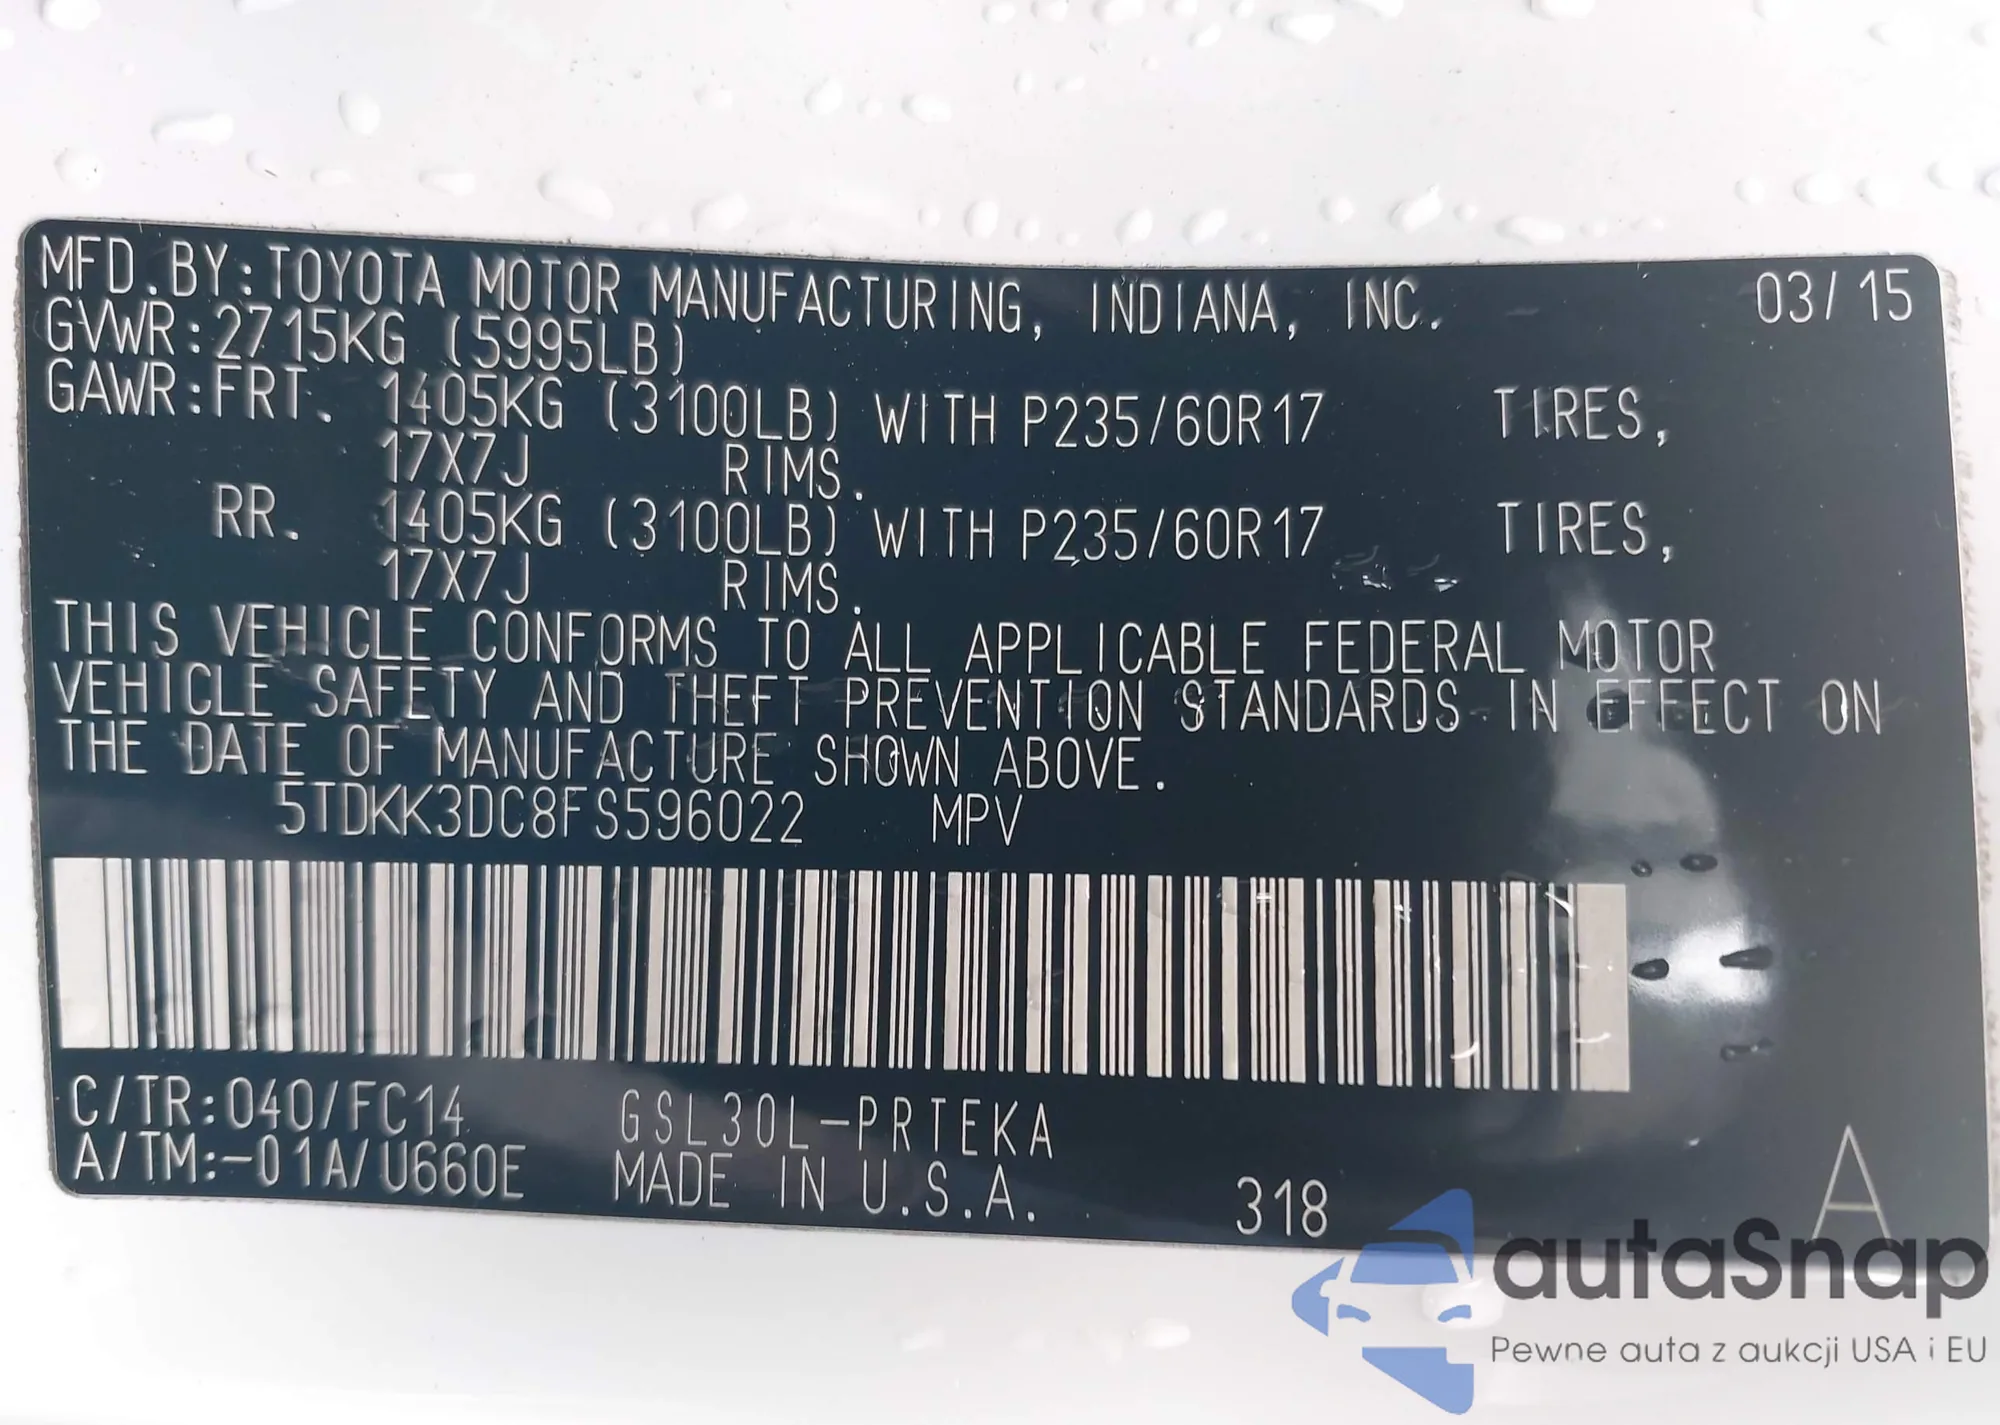 MFD.BY:TOYOTA MOTOR MANUFACTURING, INDIANA, INC. 03/15
GVWR:2715KG (5995LB)
GAWR:FRT. 1405KG (3100LB) WITH P235/60R17 TIRES,
17X7J RIMS.
RR. 1405KG (3100LB) WITH P235/60R17 TIRES,
17X7J RIMS.
THIS VEHICLE CONFORMS TO ALL APPLICABLE FEDERAL MOTOR
VEHICLE SAFETY AND THEFT PREVENTION STANDARDS IN EFFECT ON
THE DATE OF MANUFACTURE SHOWN ABOVE.
5TDKK3DC8FS596022 MPV
C/TR:040/FC14 GSL30L-PRTEKA
A/TM:-01A/U660E MADE IN U.S.A. 318 A
autaSnap
Pewne auta z aukcji USA i EU